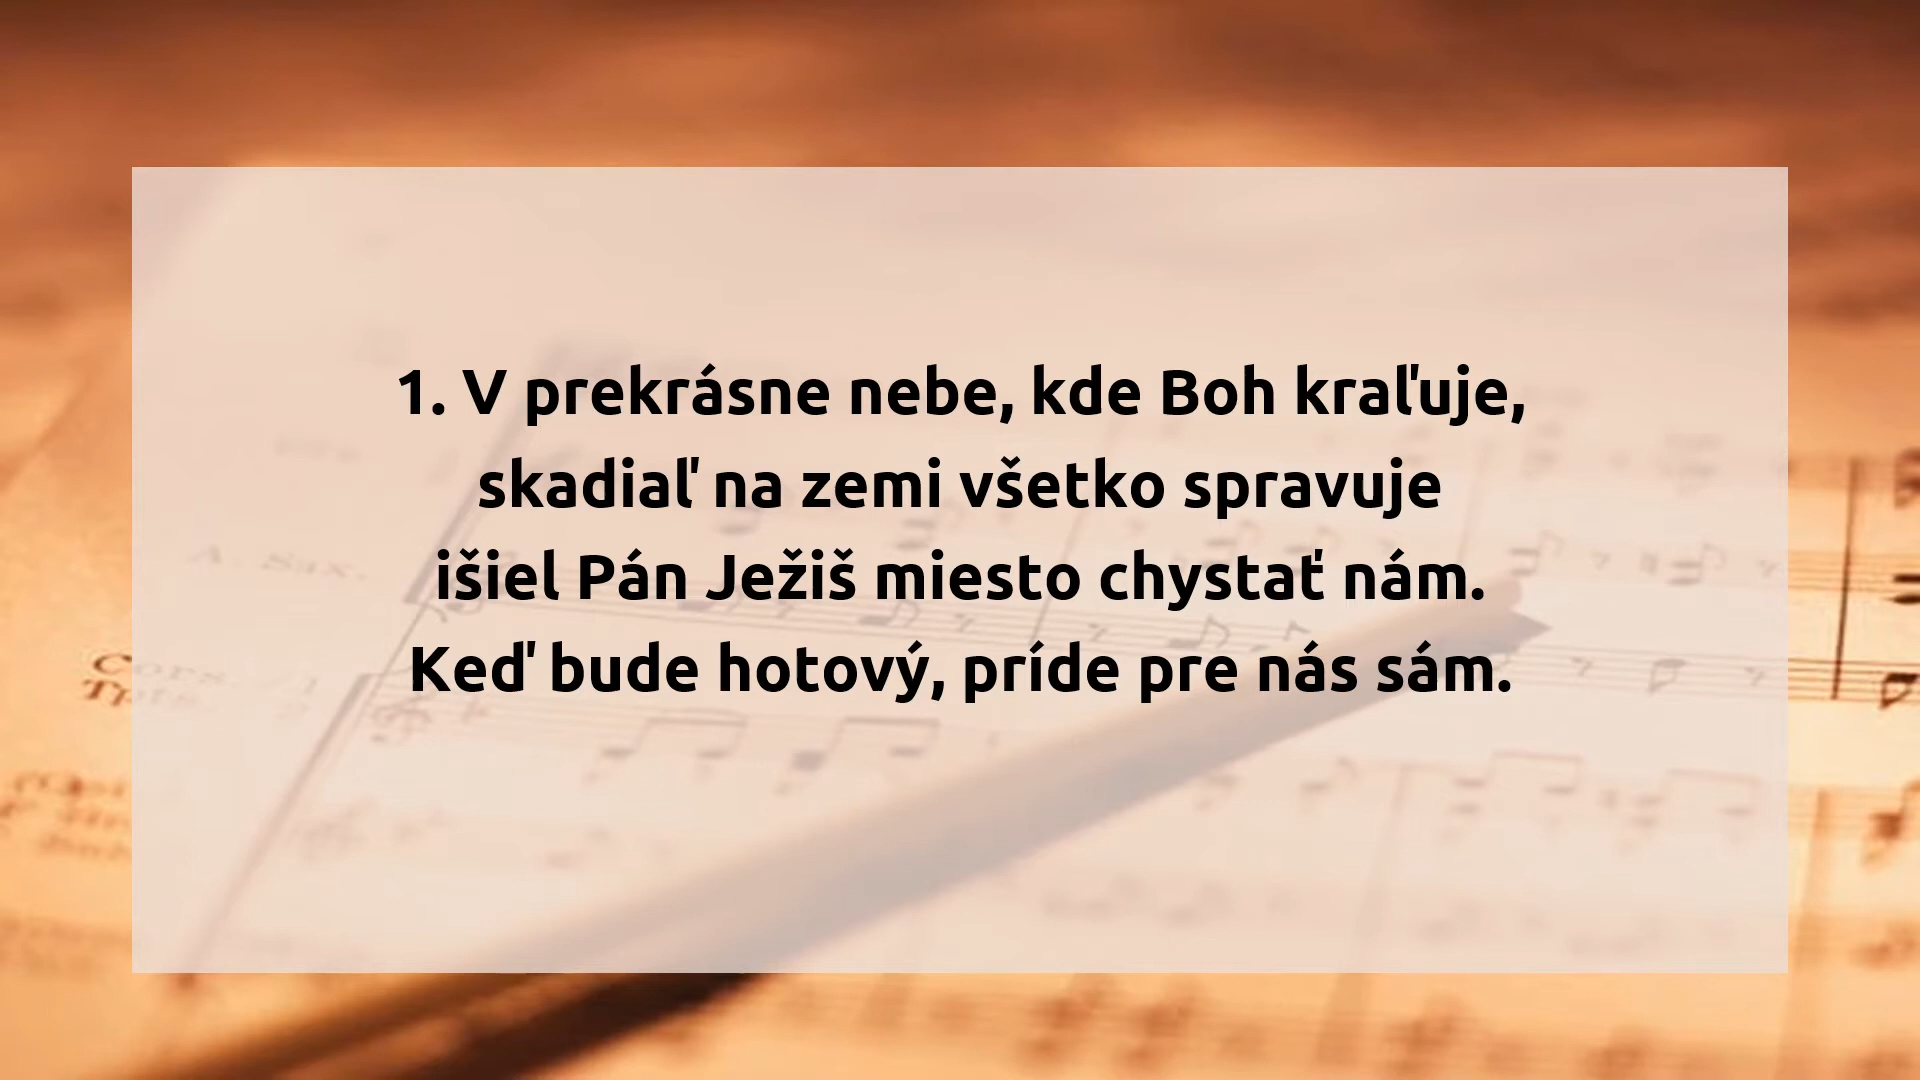 1. V prekrásne nebe, kde Boh kraľuje,
skadiaľ na zemi všetko spravuje
išiel Pán Ježiš miesto chystať nám.
Keď bude hotový, príde pre nás sám.
A. Sax.